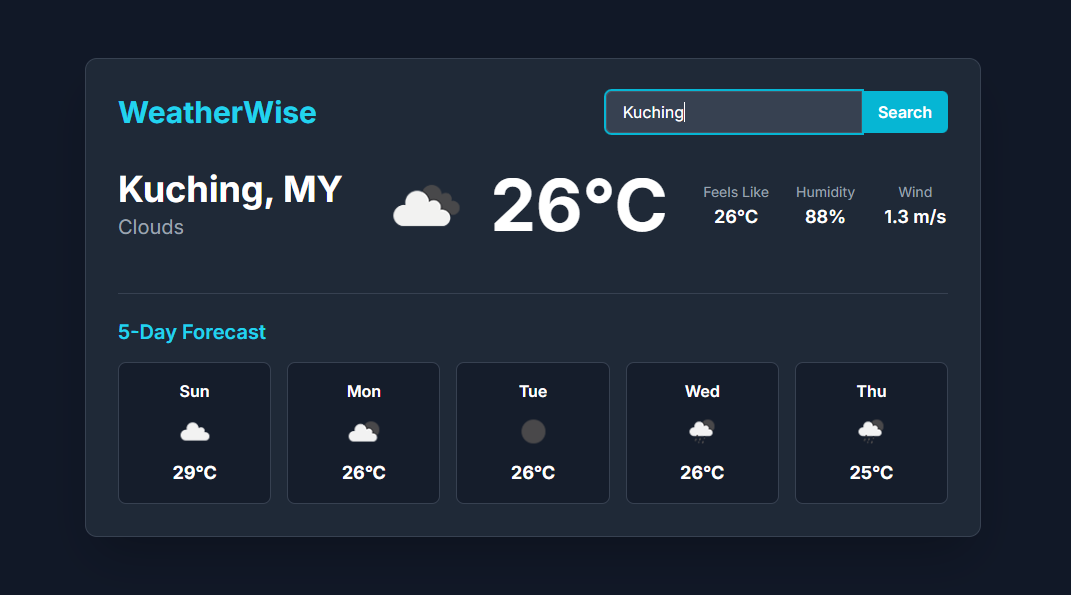 WeatherWise
Kuching
Search
Kuching, MY
Clouds
26°C
Feels Like
26°C
Humidity
88%
Wind
1.3 m/s
5-Day Forecast
Sun
29°C
Mon
26°C
Tue
26°C
Wed
26°C
Thu
25°C